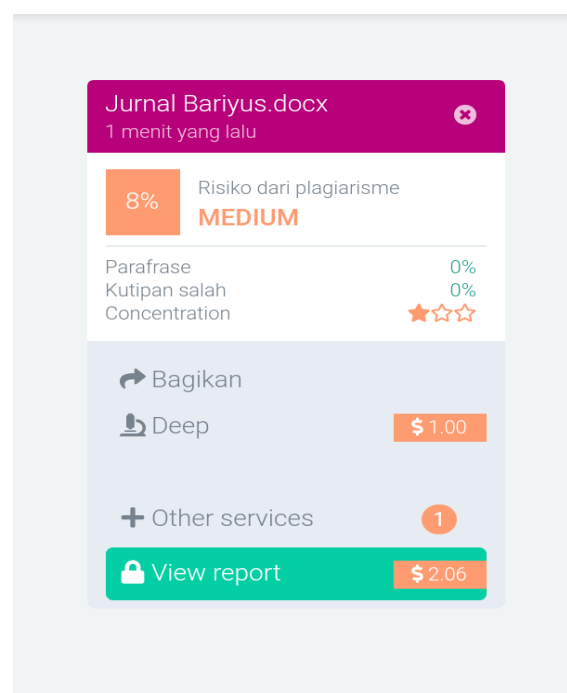 Jurnal Bariyus.docx
1 menit yang lalu
8%
Risiko dari plagiarisme
MEDIUM
Parafrase 0%
Kutipan salah 0%
Concentration
Bagikan
Deep $ 1.00
Other services 1
View report $ 2.06